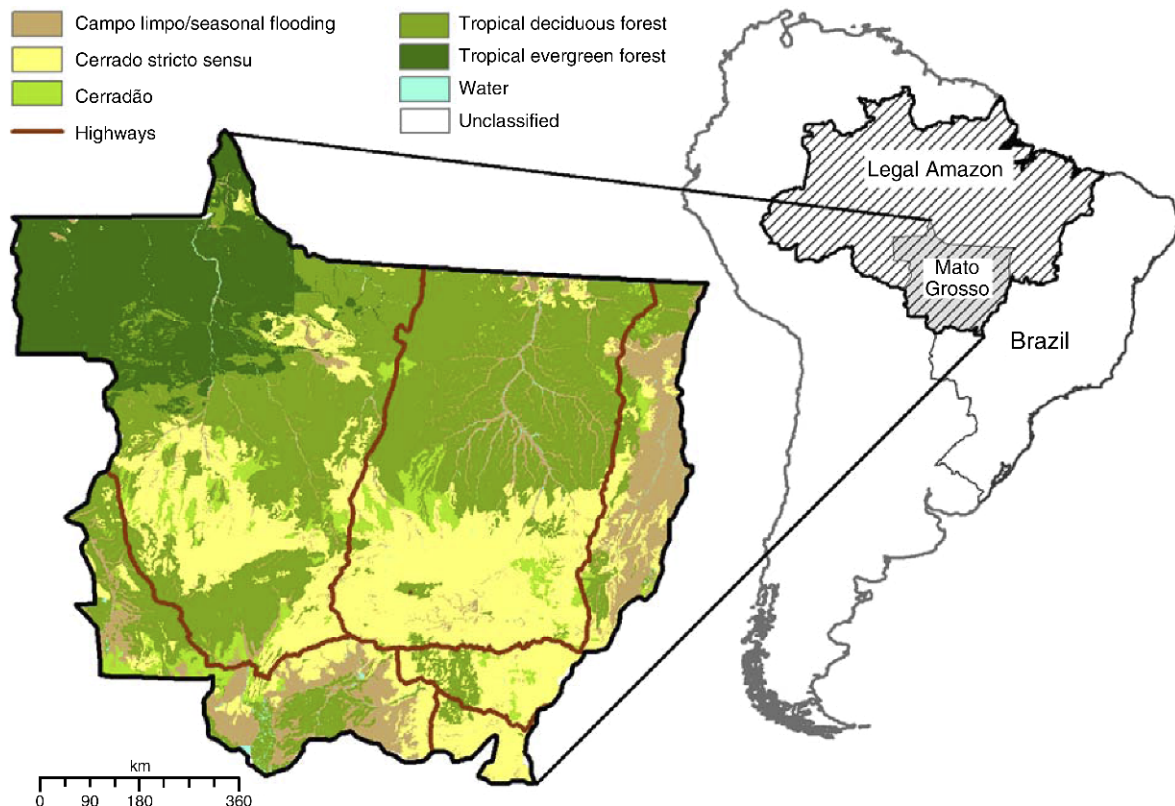 Campo limpo/seasonal flooding
Cerrado stricto sensu
Cerradão
Highways
Tropical deciduous forest
Tropical evergreen forest
Water
Unclassified
Legal Amazon
Mato
Grosso
Brazil
km
0 90 180 360